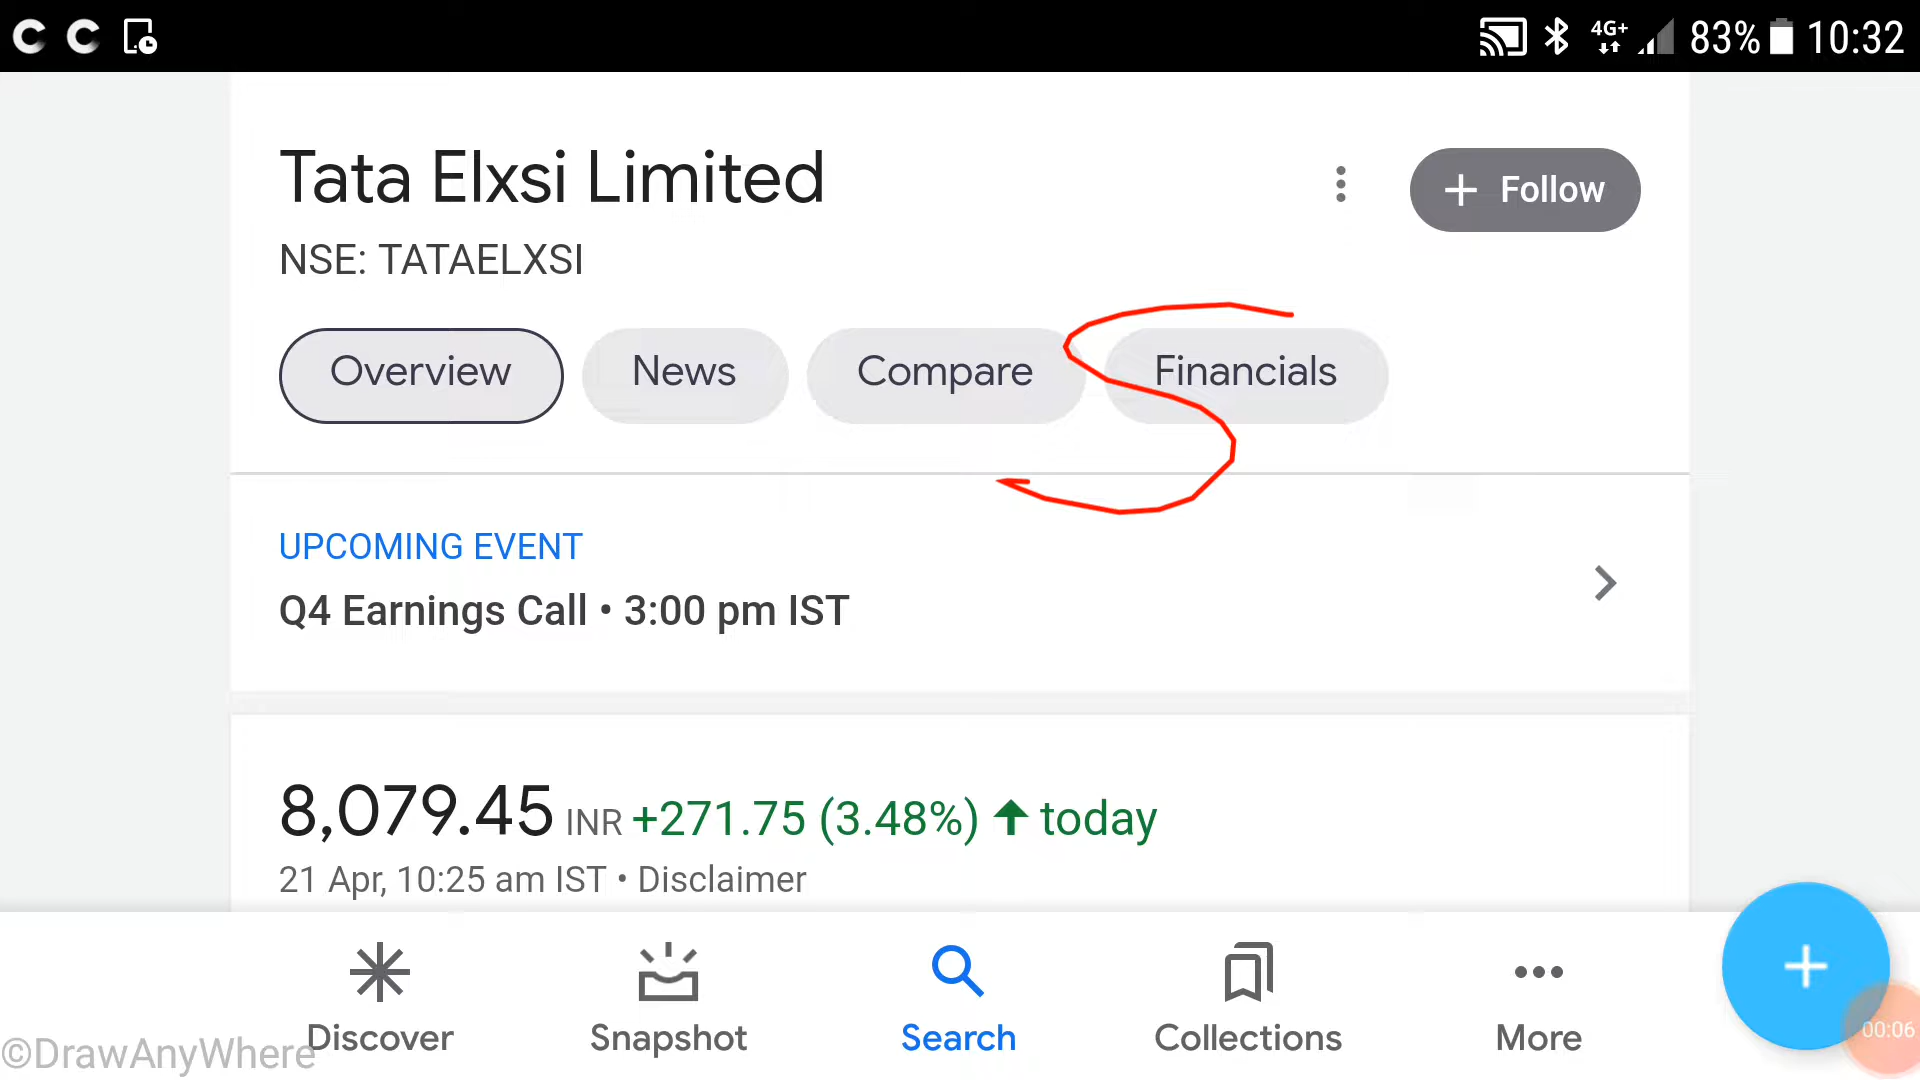 83% 10:32
4G+
Tata Elxsi Limited
+ Follow
NSE: TATAELXSI
Overview News Compare Financials
S
UPCOMING EVENT
Q4 Earnings Call • 3:00 pm IST
8,079.45 INR +271.75 (3.48%) today
21 Apr, 10:25 am IST • Disclaimer
Discover Snapshot Search Collections More
00:06
©DrawAnyWhere